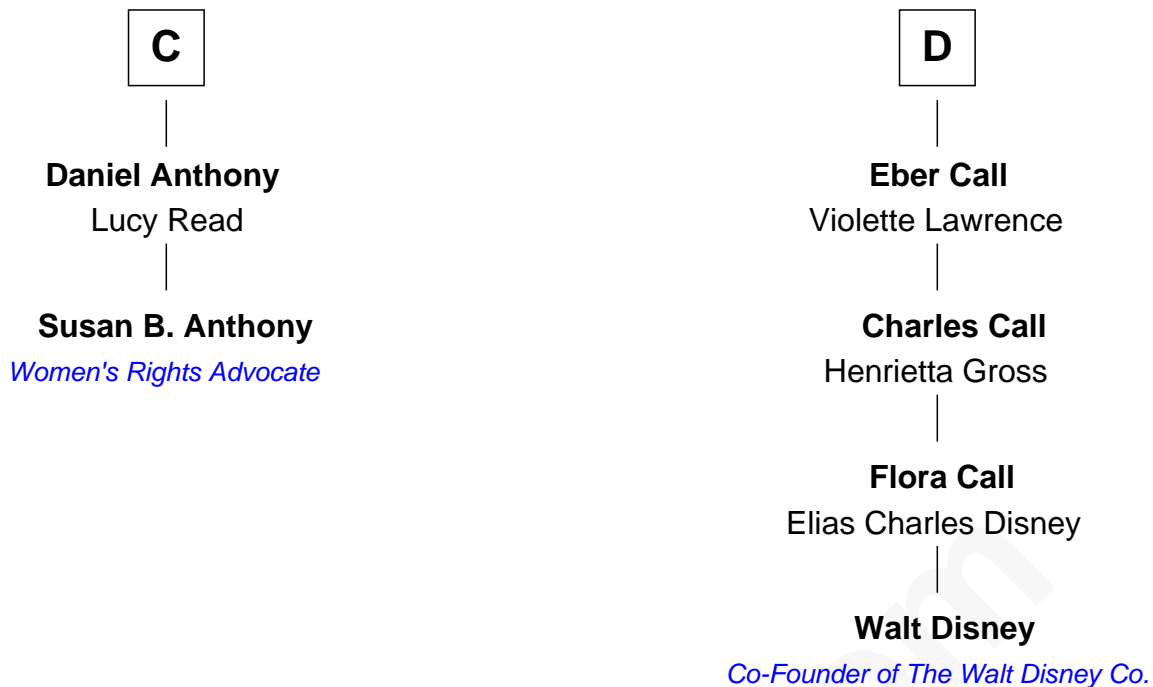 C
Daniel Anthony
Lucy Read
Susan B. Anthony
Women's Rights Advocate
D
Eber Call
Violette Lawrence
Charles Call
Henrietta Gross
Flora Call
Elias Charles Disney
Walt Disney
Co-Founder of The Walt Disney Co.